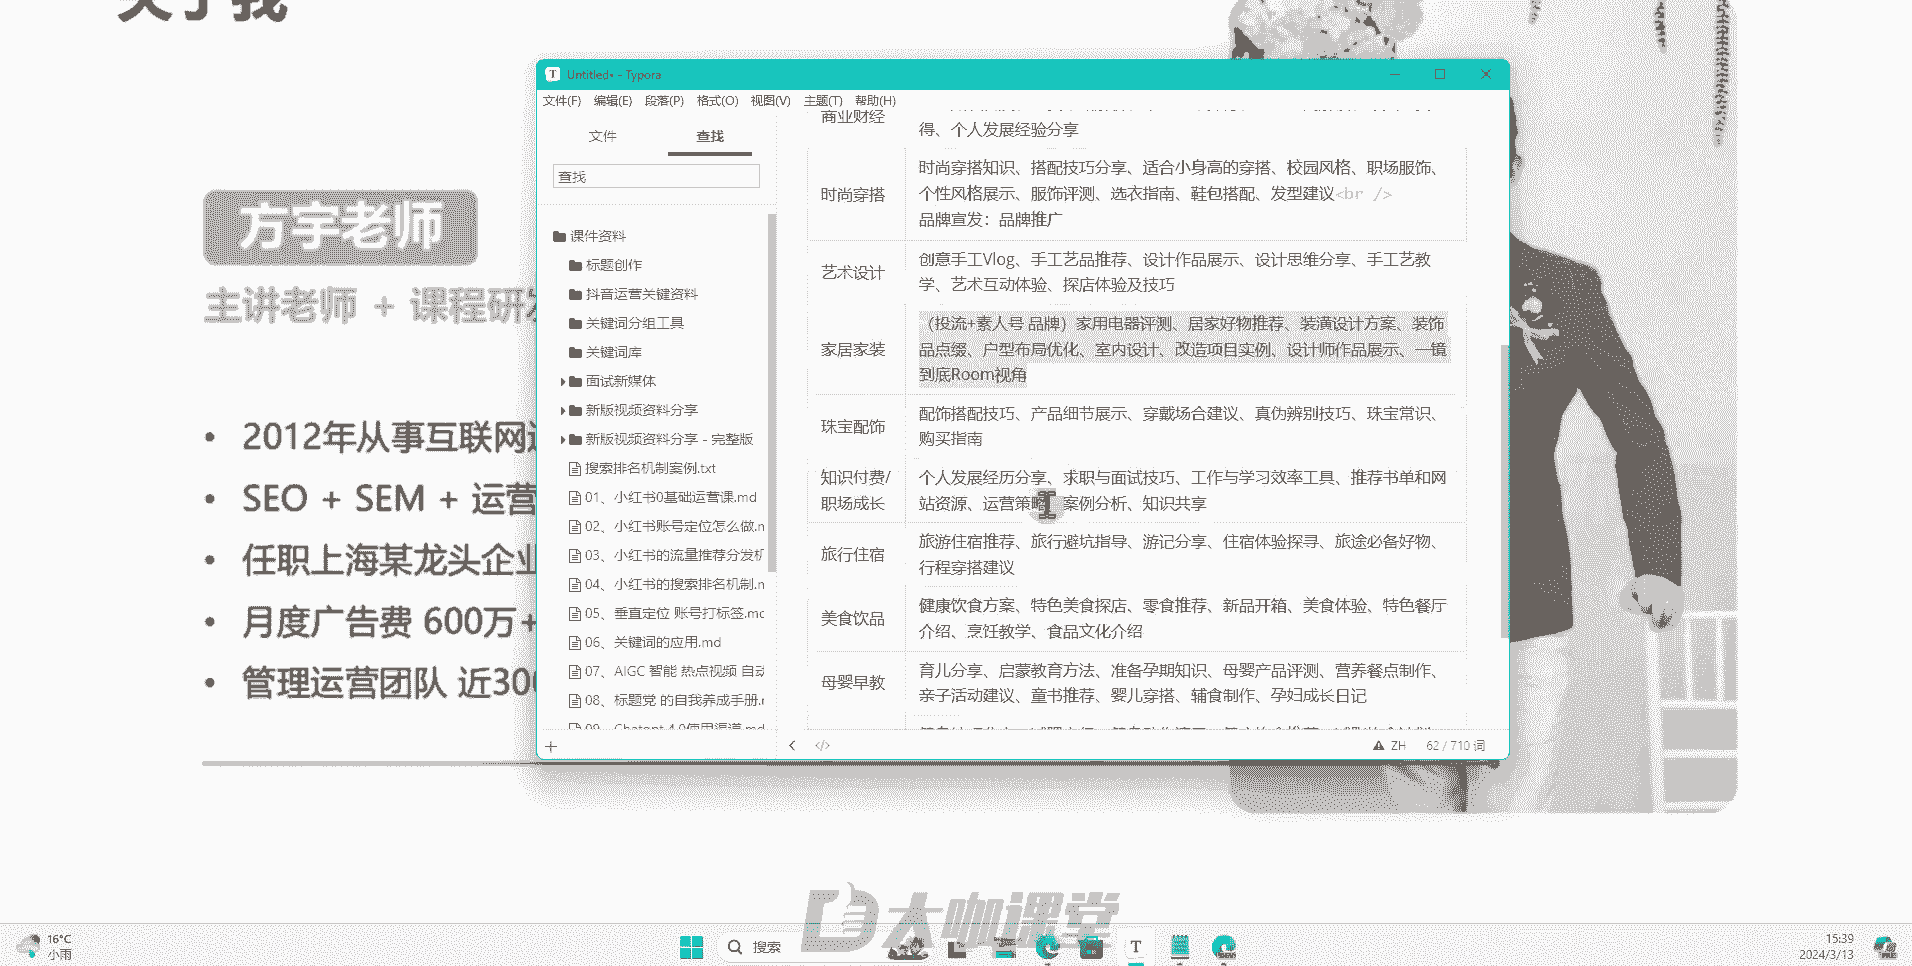 关于我
方宇老师
主讲老师 + 课程研
2012年从事互联网
SEO + SEM + 运营
任职上海某龙头企业
月度广告费 600万+
管理运营团队 近300
Untitled• - Typora
文件(F) 编辑(E) 段落(P) 格式(O) 视图(V) 主题(T) 帮助(H)
文件 查找
查找
课件资料
标题创作
抖音运营关键资料
关键词分组工具
关键词库
面试新媒体
新版视频资料分享
新版视频资料分享 - 完整版
搜索排名机制案例.txt
01、小红书0基础运营课.md
02、小红书账号定位怎么做.m
03、小红书的流量推荐分发机
04、小红书的搜索排名机制.m
05、垂直定位 账号打标签.mc
06、关键词的应用.md
07、AIGC 智能 热点视频 自动
08、标题党 的自我养成手册.r
09、Chatgpt 4.0使用渠道.md
商业财经
得、个人发展经验分享
时尚穿搭
时尚穿搭知识、搭配技巧分享、适合小身高的穿搭、校园风格、职场服饰、
个性风格展示、服饰评测、选衣指南、鞋包搭配、发型建议<br />
品牌宣发：品牌推广
艺术设计
创意手工Vlog、手工艺品推荐、设计作品展示、设计思维分享、手工艺教
学、艺术互动体验、探店体验及技巧
家居家装
（投流+素人号 品牌）家用电器评测、居家好物推荐、装潢设计方案、装饰
品点缀、户型布局优化、室内设计、改造项目实例、设计师作品展示、一镜
到底Room视角
珠宝配饰
配饰搭配技巧、产品细节展示、穿戴场合建议、真伪辨别技巧、珠宝常识、
购买指南
知识付费/
职场成长
个人发展经历分享、求职与面试技巧、工作与学习效率工具、推荐书单和网
站资源、运营策略、案例分析、知识共享
旅行住宿
旅游住宿推荐、旅行避坑指导、游记分享、住宿体验探寻、旅途必备好物、
行程穿搭建议
美食饮品
健康饮食方案、特色美食探店、零食推荐、新品开箱、美食体验、特色餐厅
介绍、烹饪教学、食品文化介绍
母婴早教
育儿分享、启蒙教育方法、准备孕期知识、母婴产品评测、营养餐点制作、
亲子活动建议、童书推荐、婴儿穿搭、辅食制作、孕妇成长日记
ZH 62 / 710 词
大咖课堂
16°C
小雨
搜索
15:39
2024/3/13